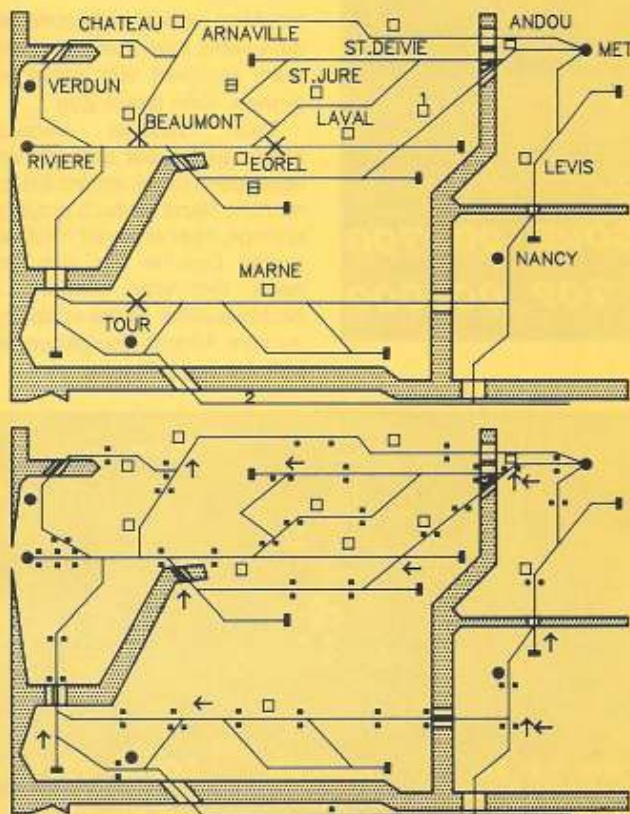 CHATEAU
ANDOU
ARNAVILLE
ST.DEIVIE
MET
VERDUN
ST.JURE
1
BEAUMONT
LAVAL
RIVIERE
EOREL
LEVIS
NANCY
MARNE
TOUR
2